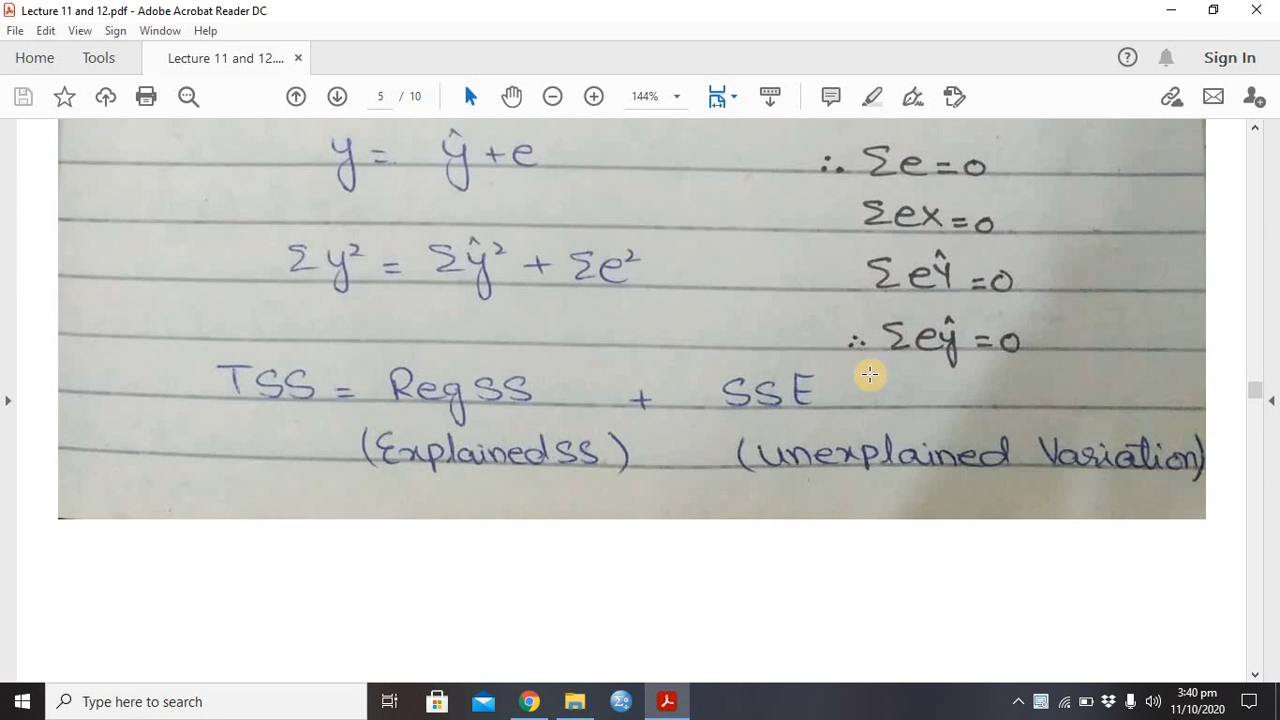 Lecture 11 and 12.pdf - Adobe Acrobat Reader DC
File Edit View Sign Window Help
Home Tools Lecture 11 and 12.... × Sign In
5 / 10 144%
y = ŷ + e ∴ Σe = 0
Σex = 0
Σy² = Σŷ² + Σe² ΣeŶ = 0
∴ Σeŷ = 0
TSS = Reg SS + SSE
(Explained SS) (Unexplained Variation)
Type here to search
3:40 pm
11/10/2020